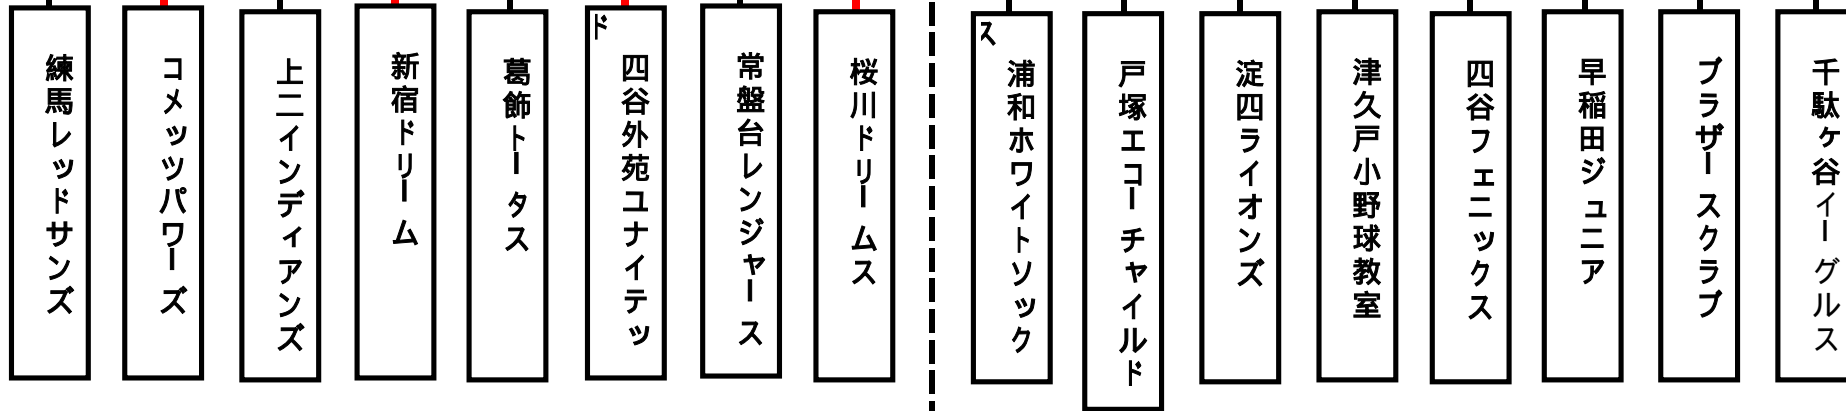 練馬レッドサンズ
コメッツパワーズ
上二インディアンズ
新宿ドリーム
葛飾トータス
四谷外苑ユナイテッ
ド
常盤台レンジャース
桜川ドリームス
浦和ホワイトソック
ス
戸塚エコーチャイルド
淀四ライオンズ
津久戸小野球教室
四谷フェニックス
早稲田ジュニア
ブラザースクラブ
千駄ヶ谷イーグルス